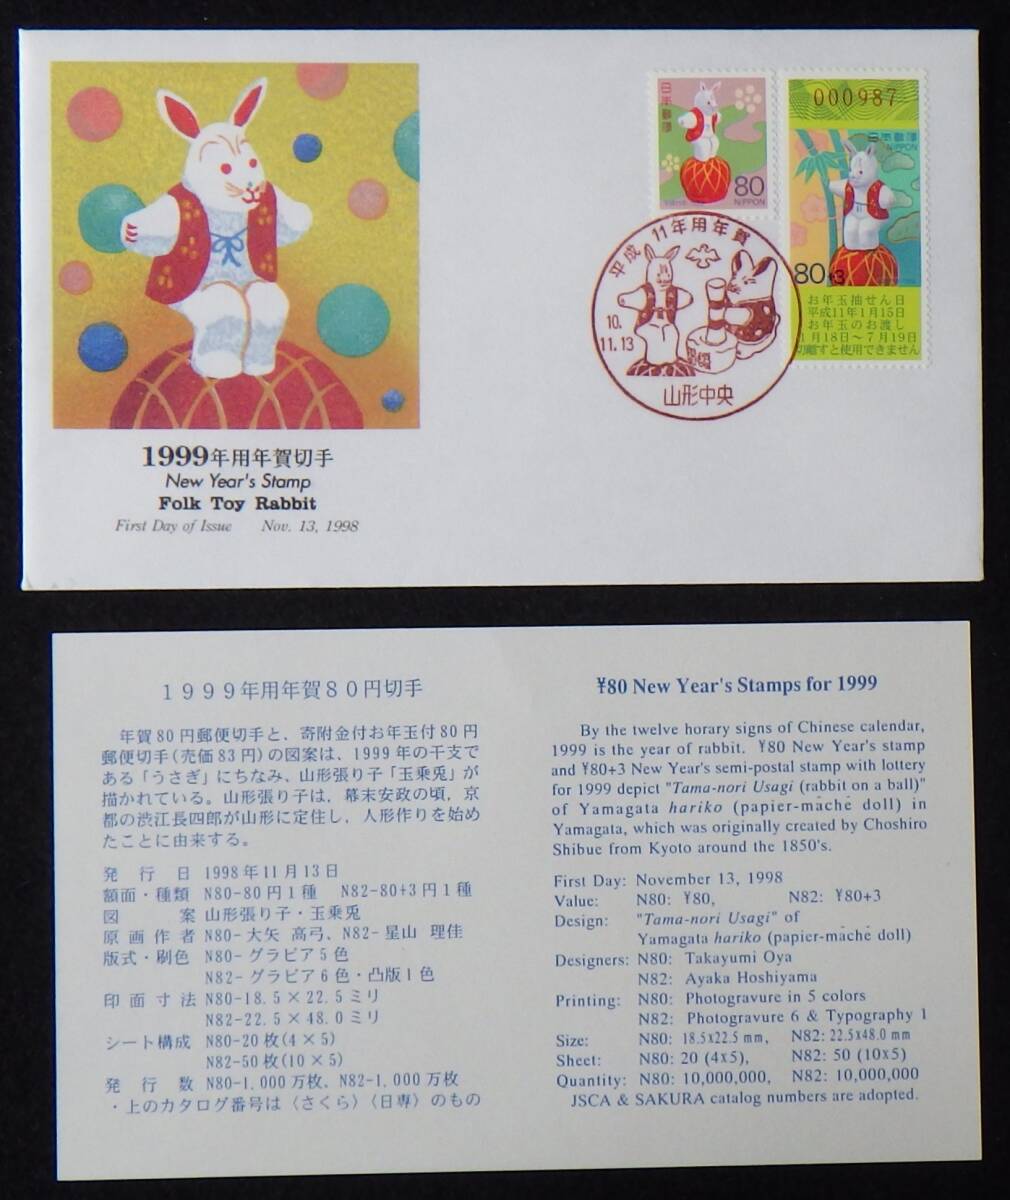 1999年用年賀切手
New Year's Stamp
Folk Toy Rabbit
First Day of Issue Nov. 13, 1998
日本郵便
80
NIPPON
000987
日本郵便
NIPPON
80+3
お年玉抽せん日
平成11年1月15日
お年玉のお渡し
1月18日～7月19日
切離すと使用できません
平成11年用年賀
10.
11.13
山形中央
1999年用年賀80円切手
年賀80円郵便切手と、寄附金付お年玉付80円
郵便切手(売価83円)の図案は、1999年の干支で
ある「うさぎ」にちなみ、山形張り子「玉乗兎」が
描かれている。山形張り子は，幕末安政の頃，京
都の渋江長四郎が山形に定住し，人形作りを始め
たことに由来する。
発行日 1998年11月13日
額面・種類 N80-80円1種 N82-80+3円1種
図案 山形張り子・玉乗兎
原画作者 N80-大矢 高弓、N82-星山 理佳
版式・刷色 N80-グラビア5色
N82-グラビア6色・凸版1色
印面寸法 N80-18.5×22.5ミリ
N82-22.5×48.0ミリ
シート構成 N80-20枚(4×5)
N82-50枚(10×5)
発行数 N80-1,000万枚、N82-1,000万枚
・上のカタログ番号は〈さくら〉〈日専〉のもの
¥80 New Year's Stamps for 1999
By the twelve horary signs of Chinese calendar,
1999 is the year of rabbit. ¥80 New Year's stamp
and ¥80+3 New Year's semi-postal stamp with lottery
for 1999 depict "Tama-nori Usagi (rabbit on a ball)"
of Yamagata hariko (papier-māché doll) in
Yamagata, which was originally created by Choshiro
Shibue from Kyoto around the 1850's.
First Day: November 13, 1998
Value: N80: ¥80, N82: ¥80+3
Design: "Tama-nori Usagi" of
Yamagata hariko (papier-māché doll)
Designers: N80: Takayumi Oya
N82: Ayaka Hoshiyama
Printing: N80: Photogravure in 5 colors
N82: Photogravure 6 & Typography 1
Size: N80: 18.5x22.5 mm, N82: 22.5x48.0 mm
Sheet: N80: 20 (4x5), N82: 50 (10x5)
Quantity: N80: 10,000,000, N82: 10,000,000
JSCA & SAKURA catalog numbers are adopted.